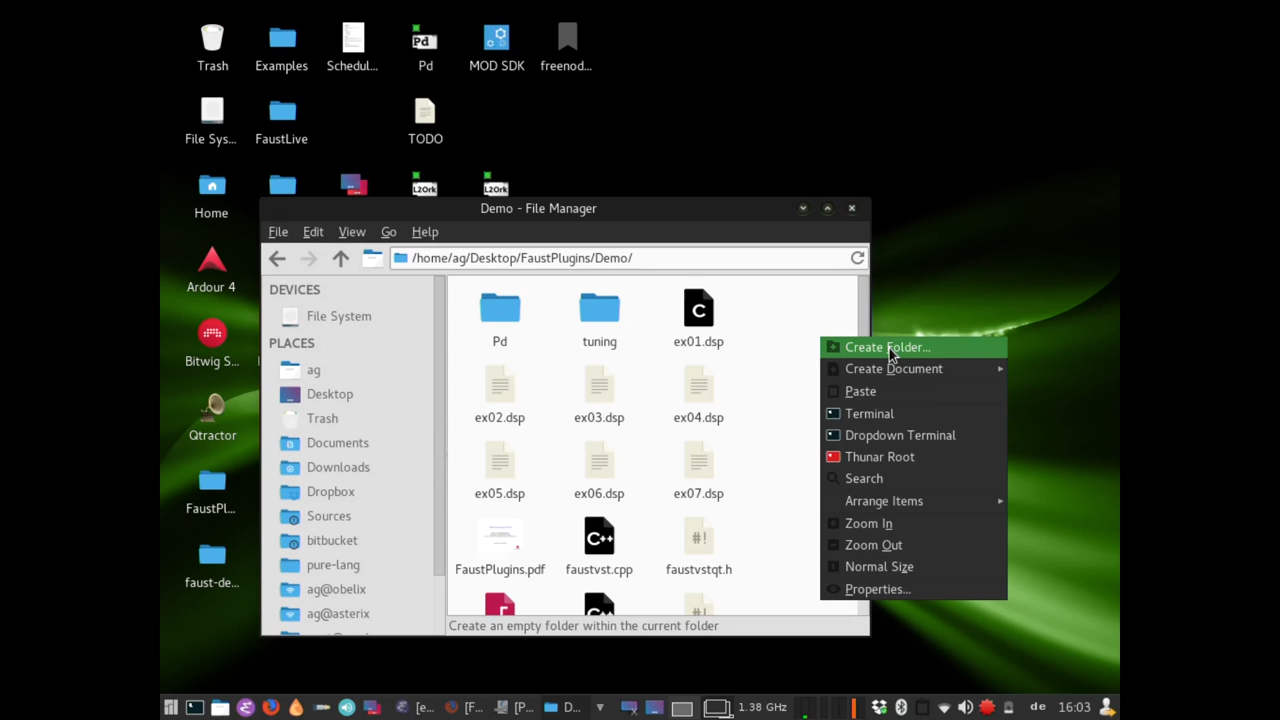 Trash
Examples
Schedul...
Pd
Pd
MOD SDK
freenod...
File Sys...
FaustLive
TODO
Home
L2Ork
L2Ork
Demo - File Manager
File Edit View Go Help
/home/ag/Desktop/FaustPlugins/Demo/
Ardour 4
Bitwig S...
Qtractor
FaustPl...
faust-de...
DEVICES
File System
PLACES
ag
Desktop
Trash
Documents
Downloads
Dropbox
Sources
bitbucket
pure-lang
ag@obelix
ag@asterix
Pd
tuning
C
ex01.dsp
ex02.dsp
ex03.dsp
ex04.dsp
ex05.dsp
ex06.dsp
ex07.dsp
C++
#!
FaustPlugins.pdf
faustvst.cpp
faustvstqt.h
C++
#!
Create an empty folder within the current folder
Create Folder...
Create Document
Paste
Terminal
Dropdown Terminal
Thunar Root
Search
Arrange Items
Zoom In
Zoom Out
Normal Size
Properties...
[e... [F... [P... D... 1.38 GHz de 16:03